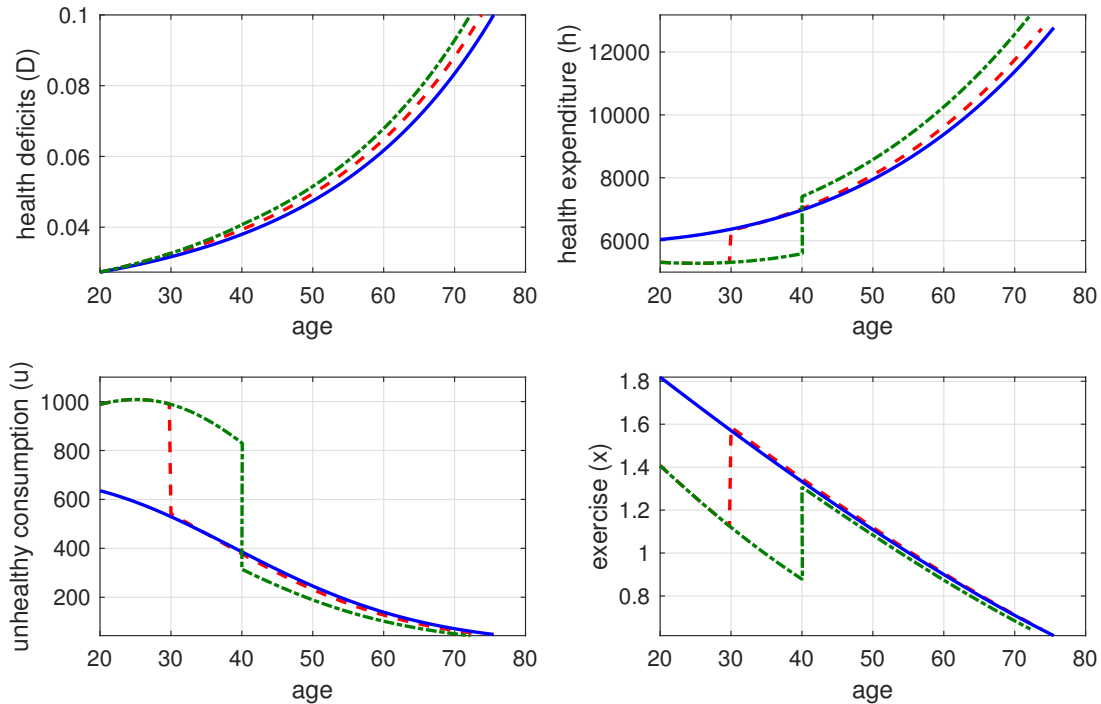 health deficits (D)
0.1
0.08
0.06
0.04
20 30 40 50 60 70 80
age
health expenditure (h)
12000
10000
8000
6000
20 30 40 50 60 70 80
age
unhealthy consumption (u)
1000
800
600
400
200
20 30 40 50 60 70 80
age
exercise (x)
1.8
1.6
1.4
1.2
1
0.8
20 30 40 50 60 70 80
age